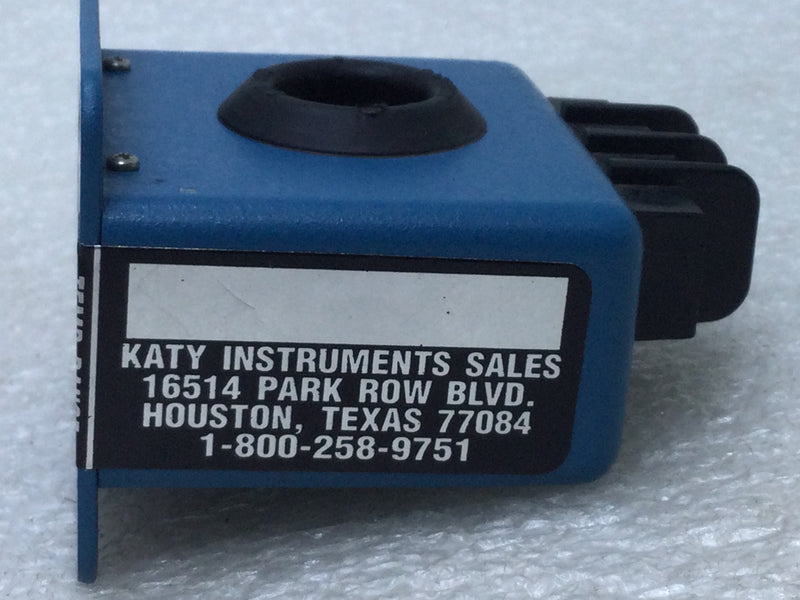 KATY INSTRUMENTS SALES
16514 PARK ROW BLVD.
HOUSTON, TEXAS 77084
1-800-258-9751